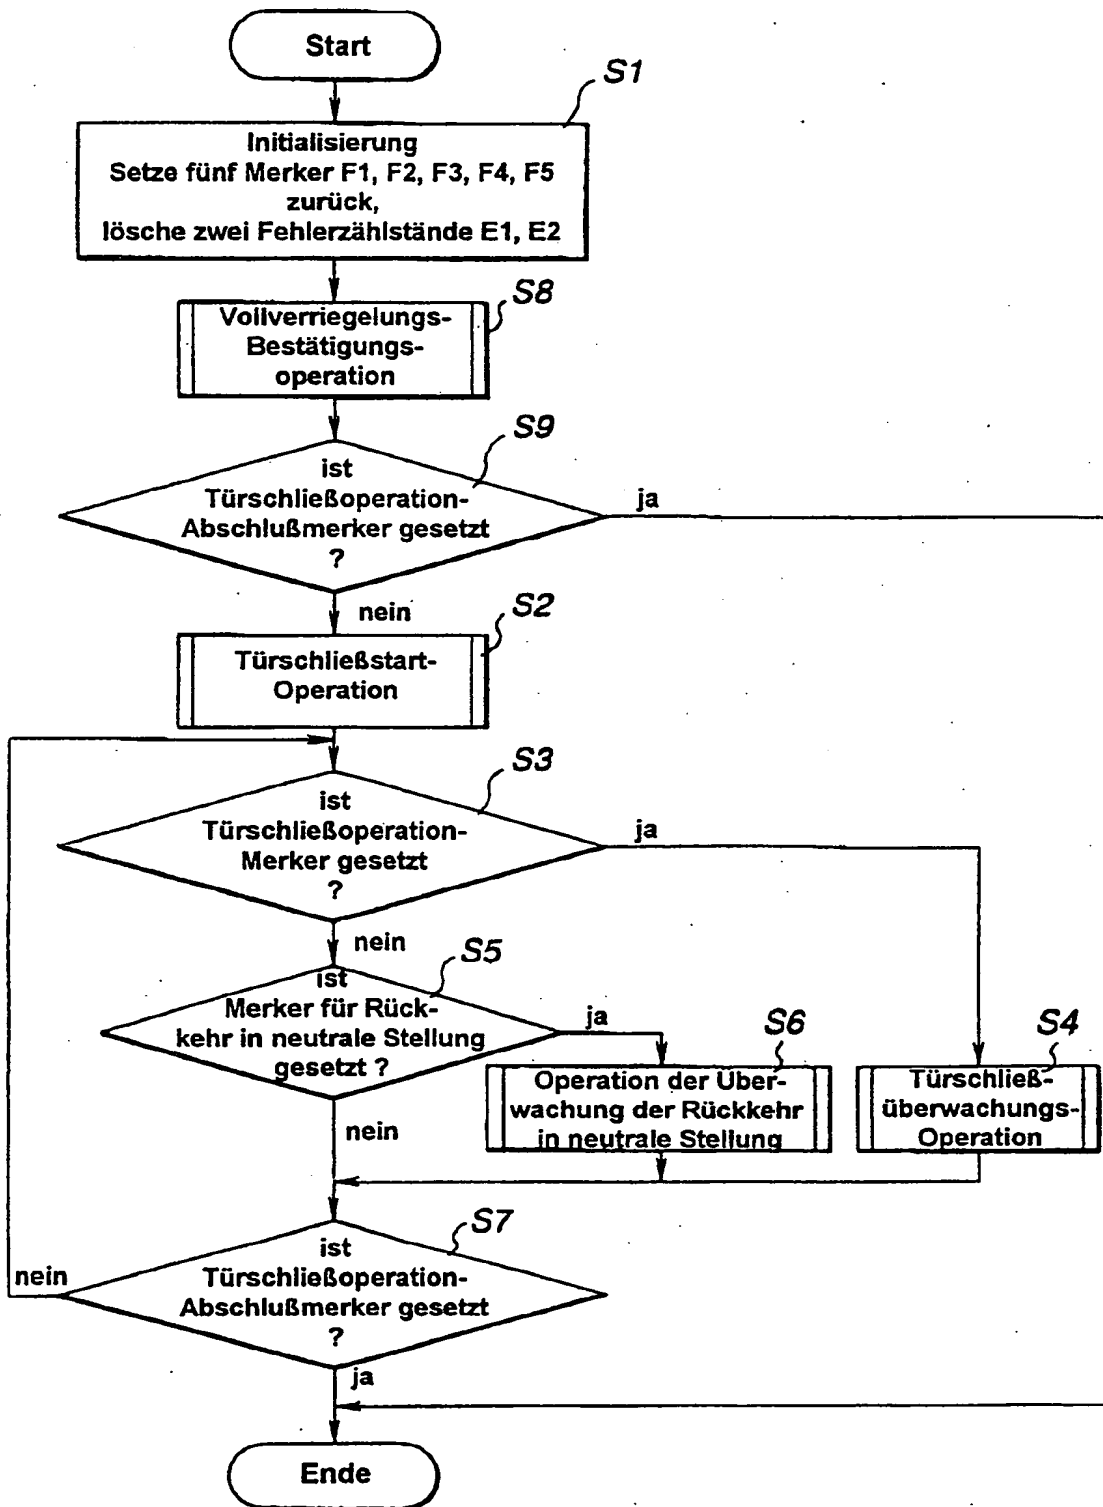 Start
S1
Initialisierung
Setze fünf Merker F1, F2, F3, F4, F5
zurück,
lösche zwei Fehlerzählstände E1, E2
S8
Vollverriegelungs-
Bestätigungs-
operation
S9
ist
Türschließoperation-
Abschlußmerker gesetzt
?
ja
nein
S2
Türschließstart-
Operation
S3
ist
Türschließoperation-
Merker gesetzt
?
ja
nein
S5
ist
Merker für Rück-
kehr in neutrale Stellung
gesetzt ?
ja
nein
S6
Operation der Uber-
wachung der Rückkehr
in neutrale Stellung
S4
Türschließ-
überwachungs-
Operation
S7
ist
Türschließoperation-
Abschlußmerker gesetzt
?
nein
ja
Ende